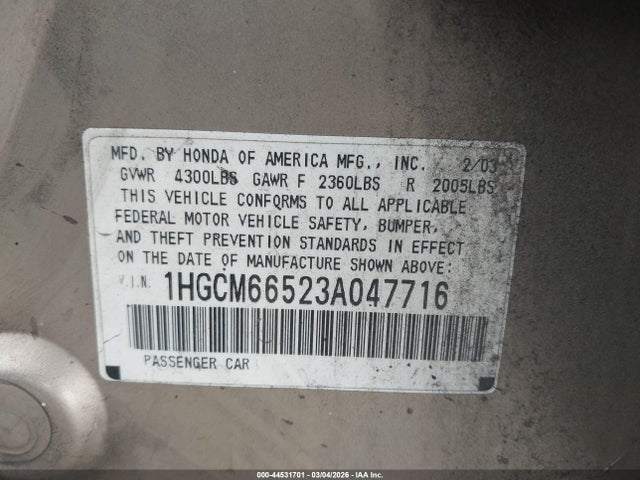 MFD. BY HONDA OF AMERICA MFG., INC. 2/03
GVWR 4300LBS GAWR F 2360LBS R 2005LBS
THIS VEHICLE CONFORMS TO ALL APPLICABLE
FEDERAL MOTOR VEHICLE SAFETY, BUMPER,
AND THEFT PREVENTION STANDARDS IN EFFECT
ON THE DATE OF MANUFACTURE SHOWN ABOVE:
V.I.N. 1HGCM66523A047716
PASSENGER CAR
000-44531701 - 03/04/2026 - IAA Inc.